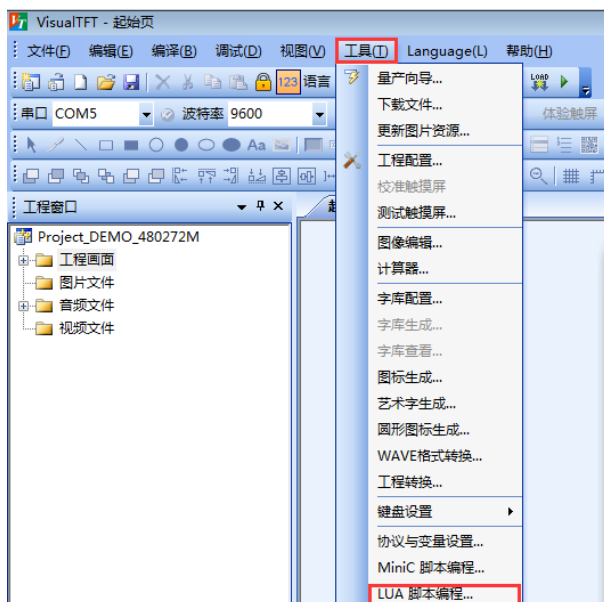 VisualTFT - 起始页
文件(F) 编辑(E) 编译(B) 调试(D) 视图(V) 工具(T) Language(L) 帮助(H)
123 语言 LOAD
串口 COM5 波特率 9600 体验触屏
Aa
工程窗口
Project_DEMO_480272M
工程画面
图片文件
音频文件
视频文件
量产向导...
下载文件...
更新图片资源...
工程配置...
校准触摸屏
测试触摸屏...
图像编辑...
计算器...
字库配置...
字库生成...
字库查看...
图标生成...
艺术字生成...
圆形图标生成...
WAVE格式转换...
工程转换...
键盘设置
协议与变量设置...
MiniC 脚本编程...
LUA 脚本编程...